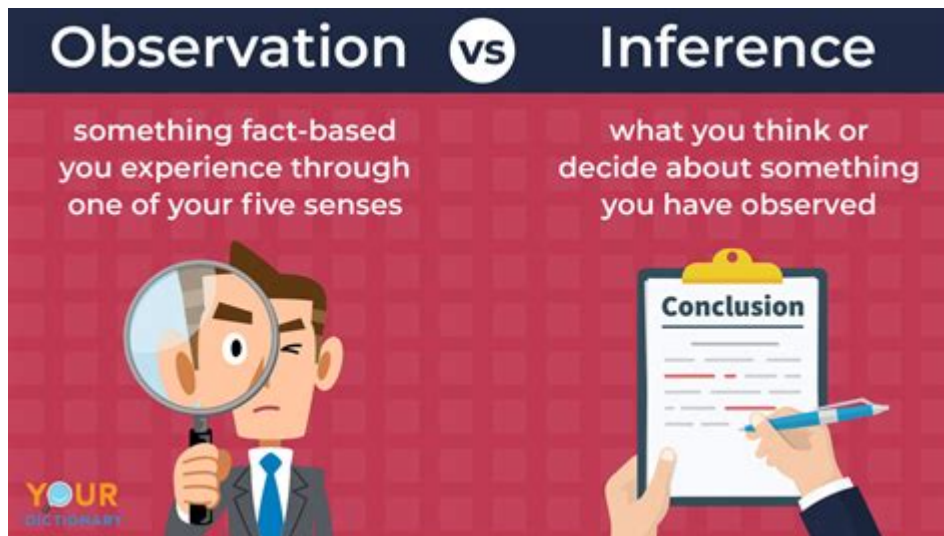 Observation vs Inference
something fact-based
you experience through
one of your five senses
what you think or
decide about something
you have observed
Conclusion
YOUR
DICTIONARY